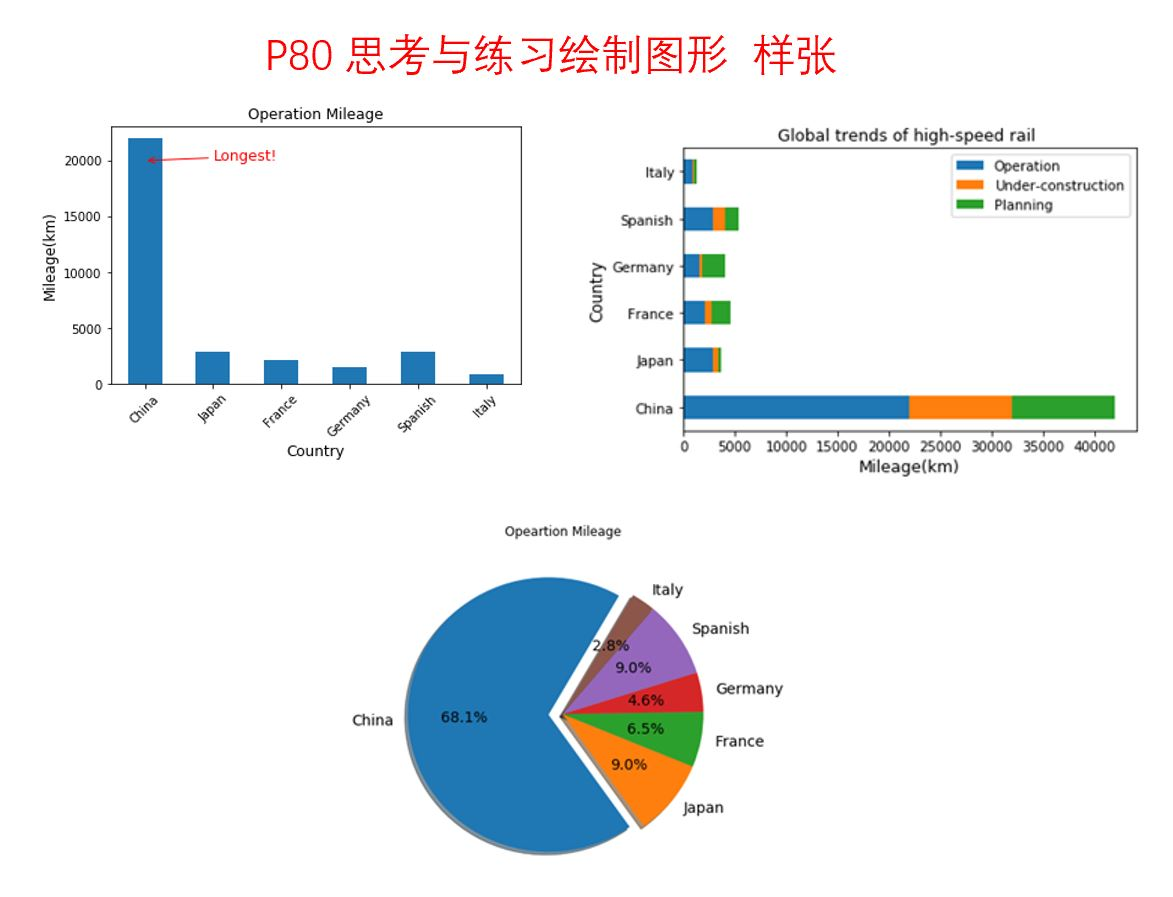 P80 思考与练习绘制图形 样张
Operation Mileage
20000
15000
10000
5000
0
Mileage(km)
Longest!
China
Japan
France
Germany
Spanish
Italy
Country
Global trends of high-speed rail
Italy
Spanish
Germany
France
Japan
China
Country
Operation
Under-construction
Planning
0 5000 10000 15000 20000 25000 30000 35000 40000
Mileage(km)
Opeartion Mileage
Italy
2.8%
Spanish
9.0%
Germany
4.6%
China
68.1%
6.5%
France
9.0%
Japan